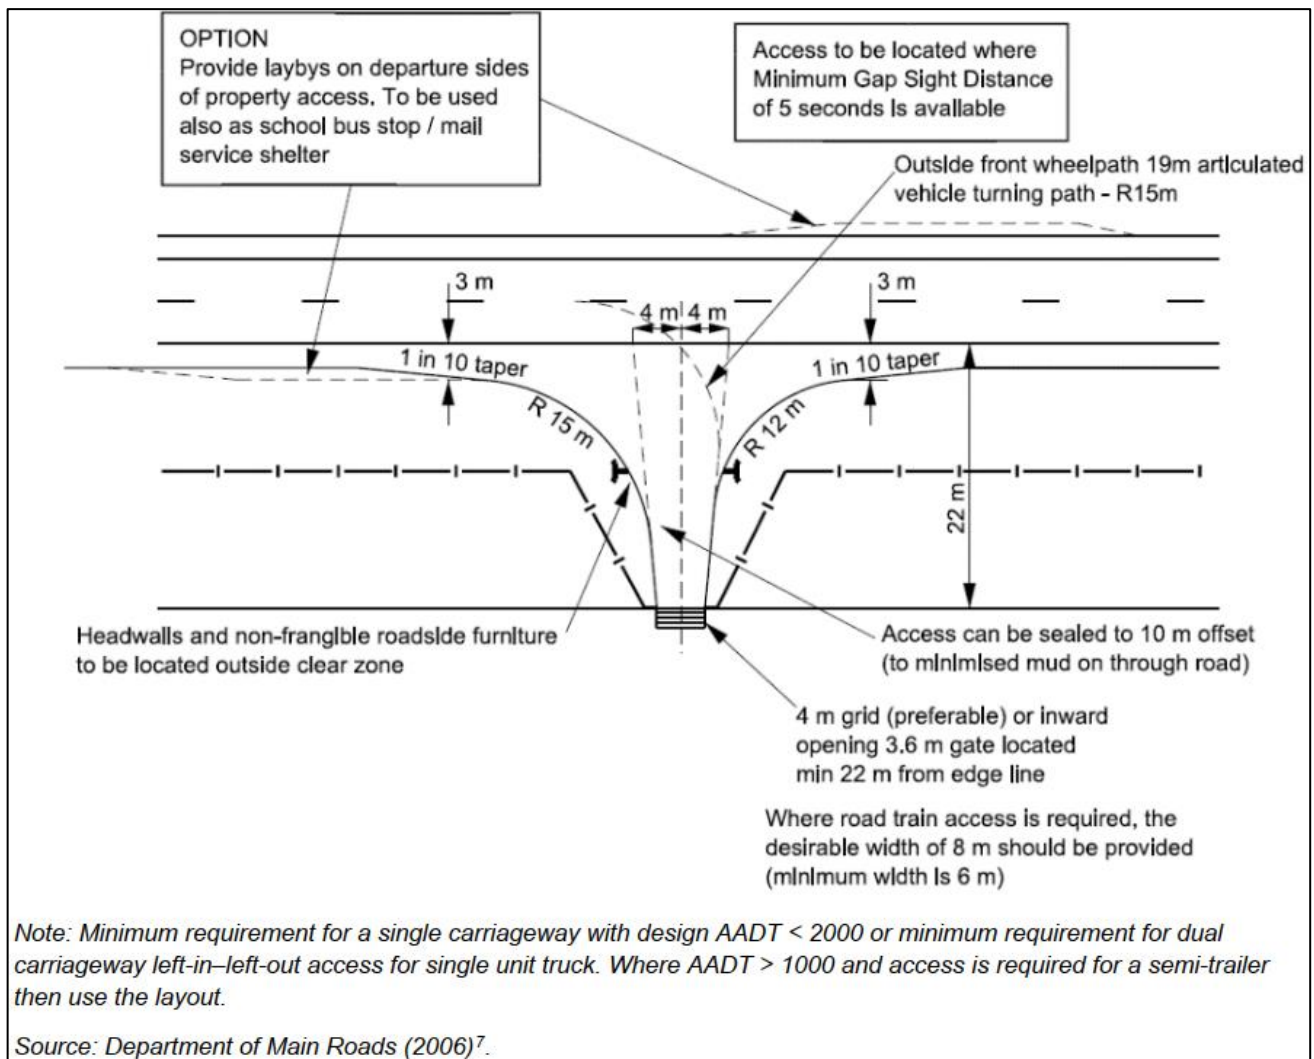 OPTION
Provide laybys on departure sides
of property access. To be used
also as school bus stop / mail
service shelter
Access to be located where
Minimum Gap Sight Distance
of 5 seconds is available
Outside front wheelpath 19m articulated
vehicle turning path - R15m
3 m
3 m
4 m
4 m
1 in 10 taper
1 in 10 taper
R 15 m
R 12 m
22 m
Headwalls and non-frangible roadside furniture
to be located outside clear zone
Access can be sealed to 10 m offset
(to minimised mud on through road)
4 m grid (preferable) or inward
opening 3.6 m gate located
min 22 m from edge line
Where road train access is required, the
desirable width of 8 m should be provided
(minimum width is 6 m)
Note: Minimum requirement for a single carriageway with design AADT < 2000 or minimum requirement for dual
carriageway left-in–left-out access for single unit truck. Where AADT > 1000 and access is required for a semi-trailer
then use the layout.
Source: Department of Main Roads (2006)7.